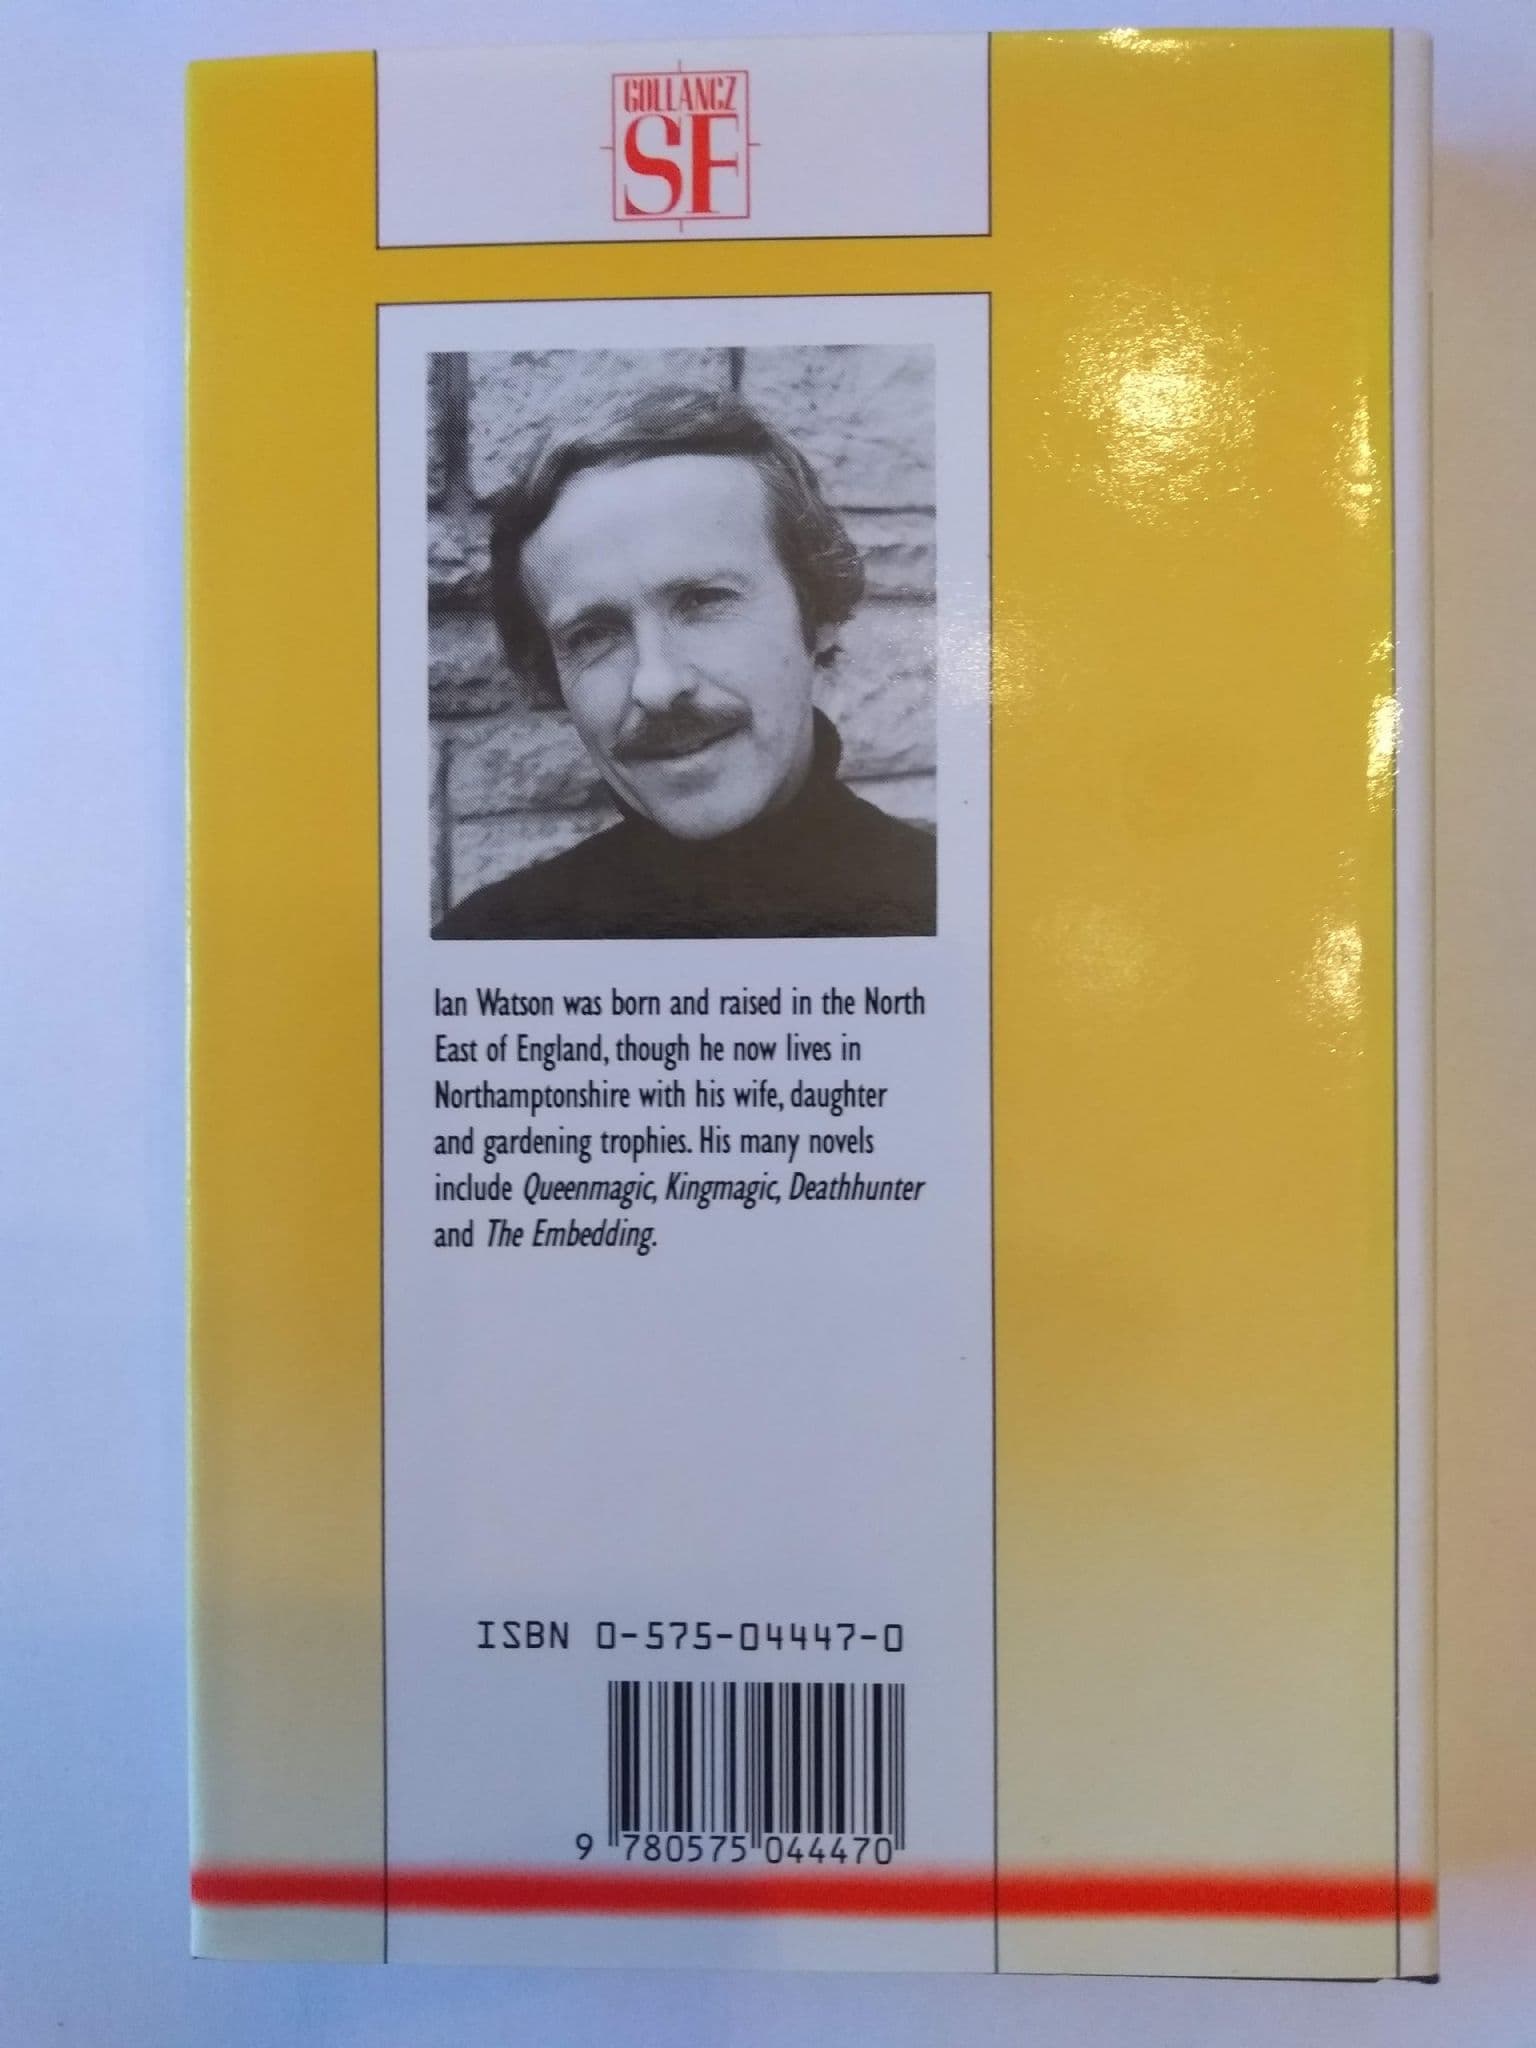 GOLLANCZ
SF
Ian Watson was born and raised in the North
East of England, though he now lives in
Northamptonshire with his wife, daughter
and gardening trophies. His many novels
include Queenmagic, Kingmagic, Deathhunter
and The Embedding.
ISBN 0-575-04447-0
9 780575 044470